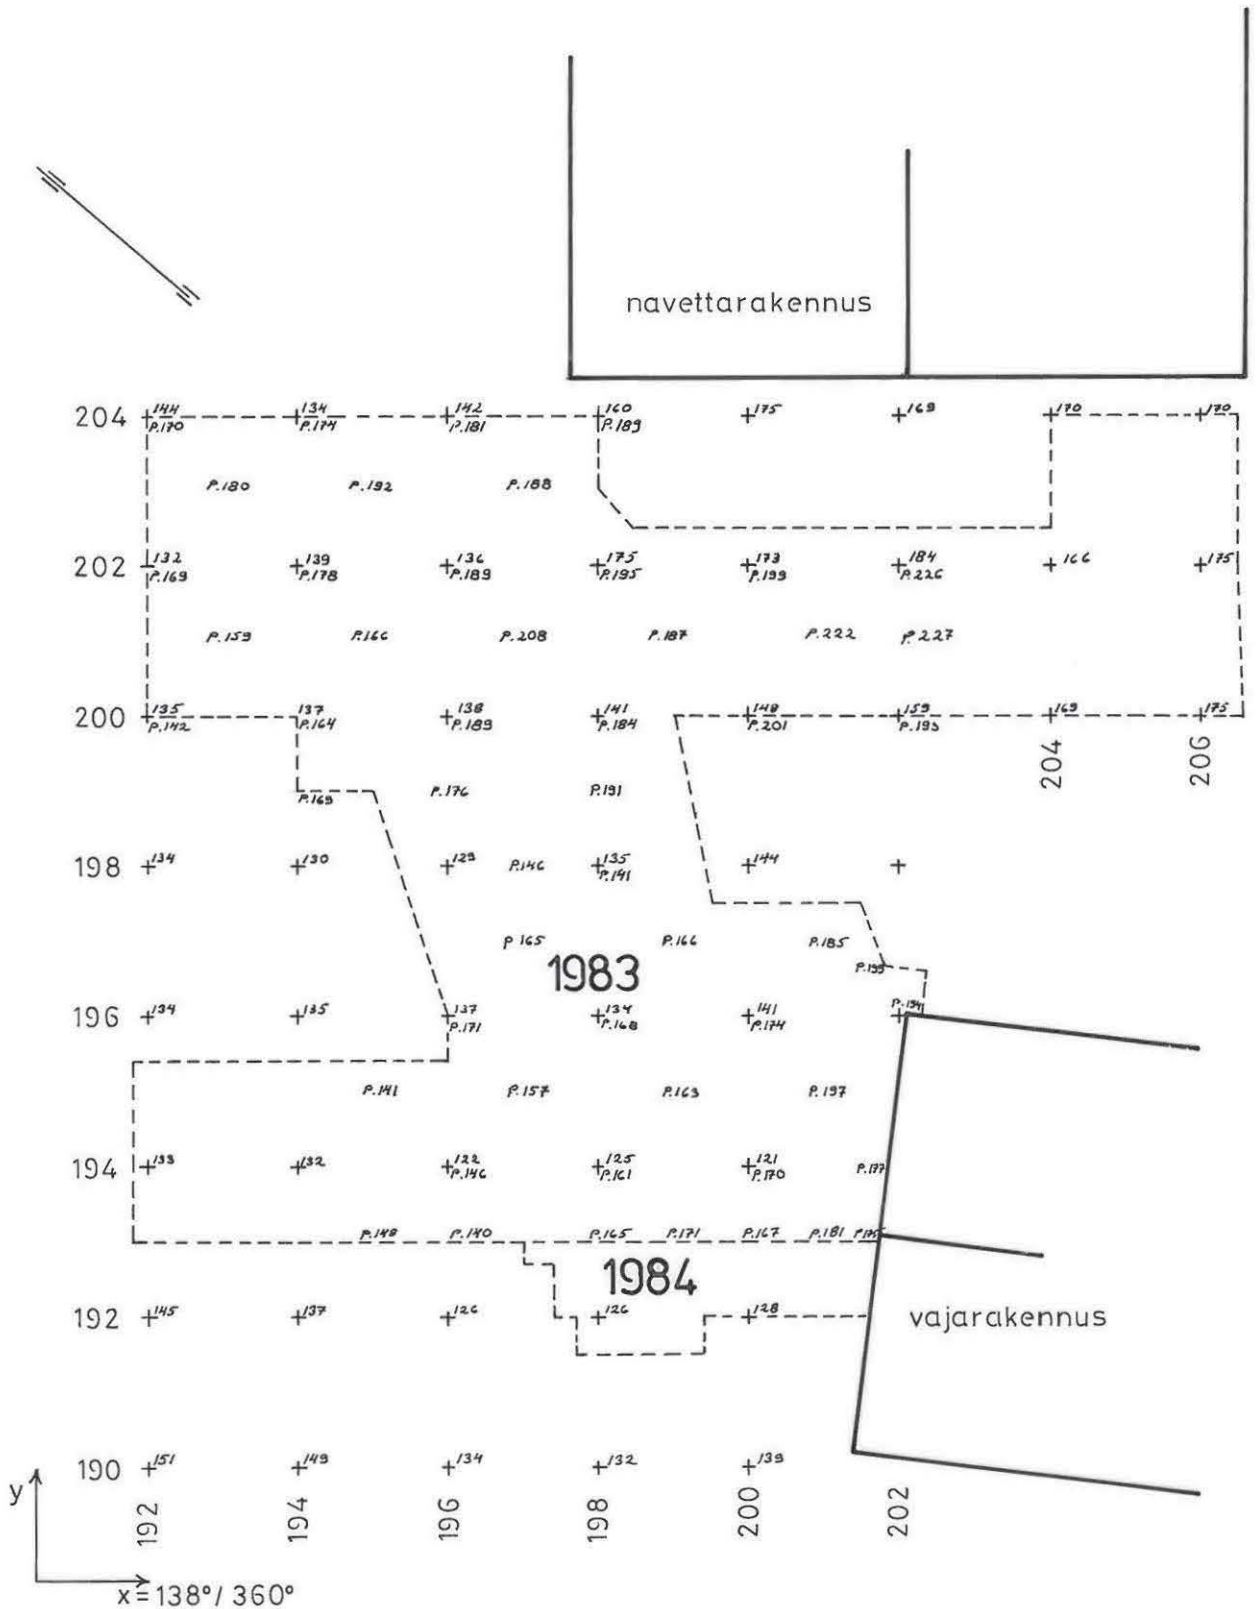 navettarakennus
204 144 134 142 160 175 169 170 170
P.170 P.174 P.181 P.189
P.180 P.192 P.188
202 132 139 136 175 173 184 166 175
P.169 P.178 P.189 P.195 P.199 P.226
P.159 P.166 P.208 P.187 P.222 P.227
200 135 137 138 141 148 159 169 175
P.142 P.164 P.189 P.184 P.201 P.193
204 206
P.169 P.176 P.191
198 134 130 129 P.146 135 144
P.141
P 165 P.166 P.185
1983
P.199
P.194
196 134 135 137 134 141
P.171 P.168 P.174
P.141 P.157 P.163 P.197
194 133 132 122 125 121 P.177
P.146 P.161 P.170
P.148 P.140 P.165 P.171 P.167 P.181 P.175
1984
192 145 137 126 126 128
vajarakennus
190 151 149 134 132 139
y
192 194 196 198 200 202
x = 138°/ 360°